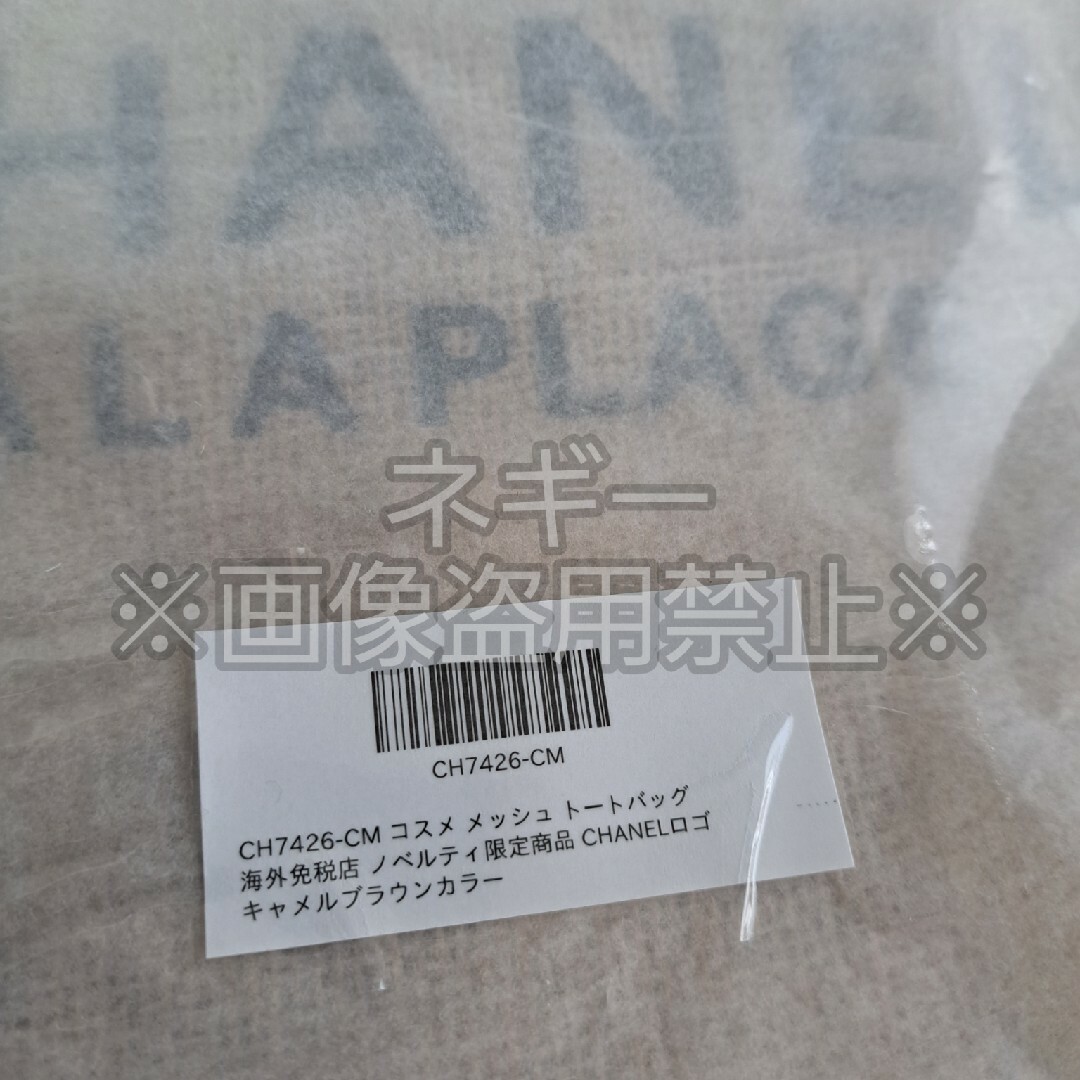 CHANEL
A LA PLAGE
ネギー
※画像盗用禁止※
CH7426-CM
CH7426-CM コスメ メッシュ トートバッグ
海外免税店 ノベルティ限定商品 CHANELロゴ
キャメルブラウンカラー